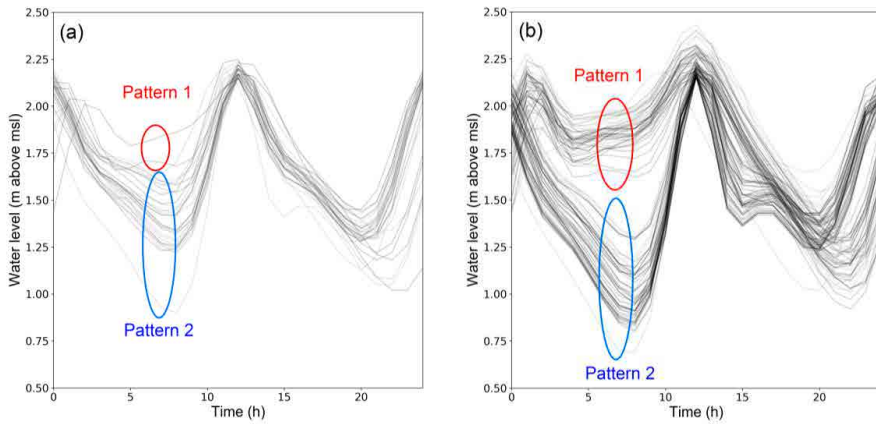 (a)
Pattern 1
Pattern 2
Water level (m above msl)
2.50
2.25
2.00
1.75
1.50
1.25
1.00
0.75
0.50
0 5 10 15 20
Time (h)
(b)
Pattern 1
Pattern 2
Water level (m above msl)
2.50
2.25
2.00
1.75
1.50
1.25
1.00
0.75
0.50
0 5 10 15 20
Time (h)